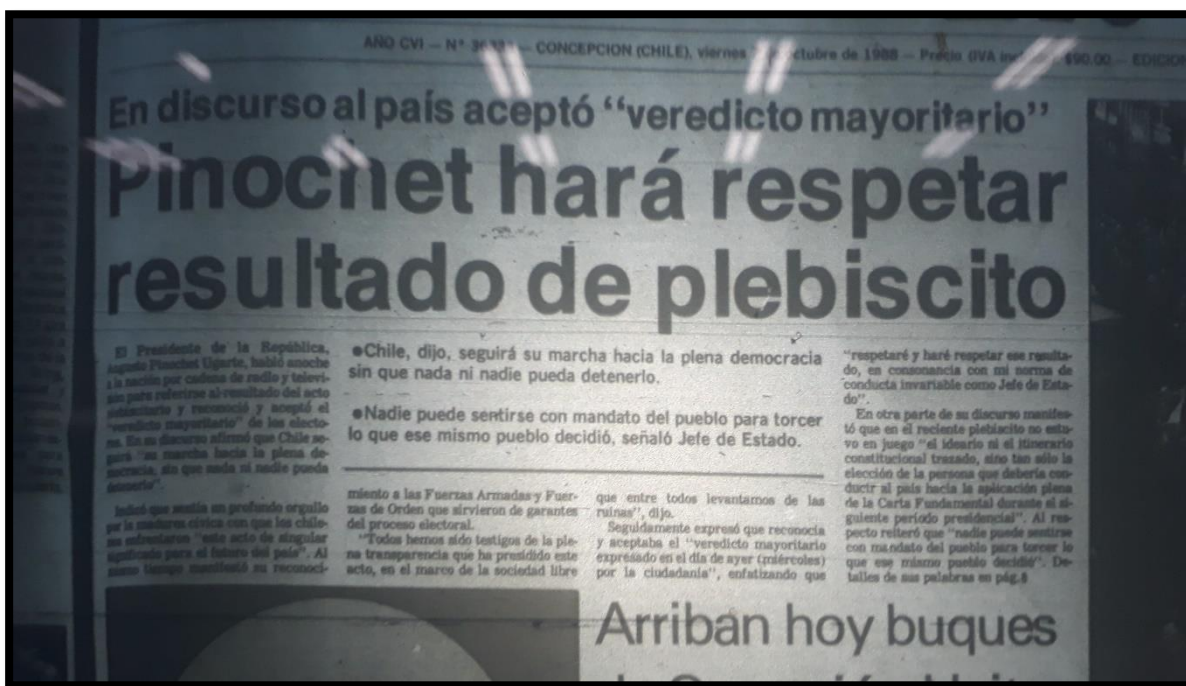 AÑO CVI — N° CONCEPCION (CHILE), viernes ctubre de 1988 — Precio (IVA $90,00 — EDICION
En discurso al país aceptó "veredicto mayoritario"
Pinochet hará respetar
resultado de plebiscito
El Presidente de la República,
Augusto Pinochet Ugarte, habló anoche
a la nación por cadena de radio y televi-
sión para referirse al resultado del acto
plebiscitario y reconoció y aceptó el
"veredicto mayoritario" de los electo-
res. En su discurso afirmó que Chile se-
guirá "su marcha hacia la plena de-
mocracia, sin que nada ni nadie pueda
detenerla".
Indicó que sentía un profundo orgullo
por la madurez cívica con que los chile-
nos enfrentaron "este acto de singular
significado para el futuro del país". Al
mismo tiempo manifestó su reconoci-
●Chile, dijo, seguirá su marcha hacia la plena democracia
sin que nada ni nadie pueda detenerlo.
●Nadie puede sentirse con mandato del pueblo para torcer
lo que ese mismo pueblo decidió, señaló Jefe de Estado.
miento a las Fuerzas Armadas y Fuer-
zas de Orden que sirvieron de garantes
del proceso electoral.
"Todos hemos sido testigos de la ple-
na transparencia que ha presidido este
acto, en el marco de la sociedad libre
que entre todos levantamos de las
ruinas", dijo.
Seguidamente expresó que reconocía
y aceptaba el "veredicto mayoritario
expresado en el día de ayer (miércoles)
por la ciudadanía", enfatizando que
"respetaré y haré respetar ese resulta-
do, en consonancia con mi norma de
conducta invariable como Jefe de Esta-
do".
En otra parte de su discurso manifes-
tó que en el reciente plebiscito no estu-
vo en juego "el ideario ni el itinerario
constitucional trazado, sino tan sólo la
elección de la persona que debería con-
ducir al país hacia la aplicación plena
de la Carta Fundamental durante el si-
guiente período presidencial". Al res-
pecto reiteró que "nadie puede sentirse
con mandato del pueblo para torcer lo
que ese mismo pueblo decidió". De-
talles de sus palabras en pág.8
Arriban hoy buques